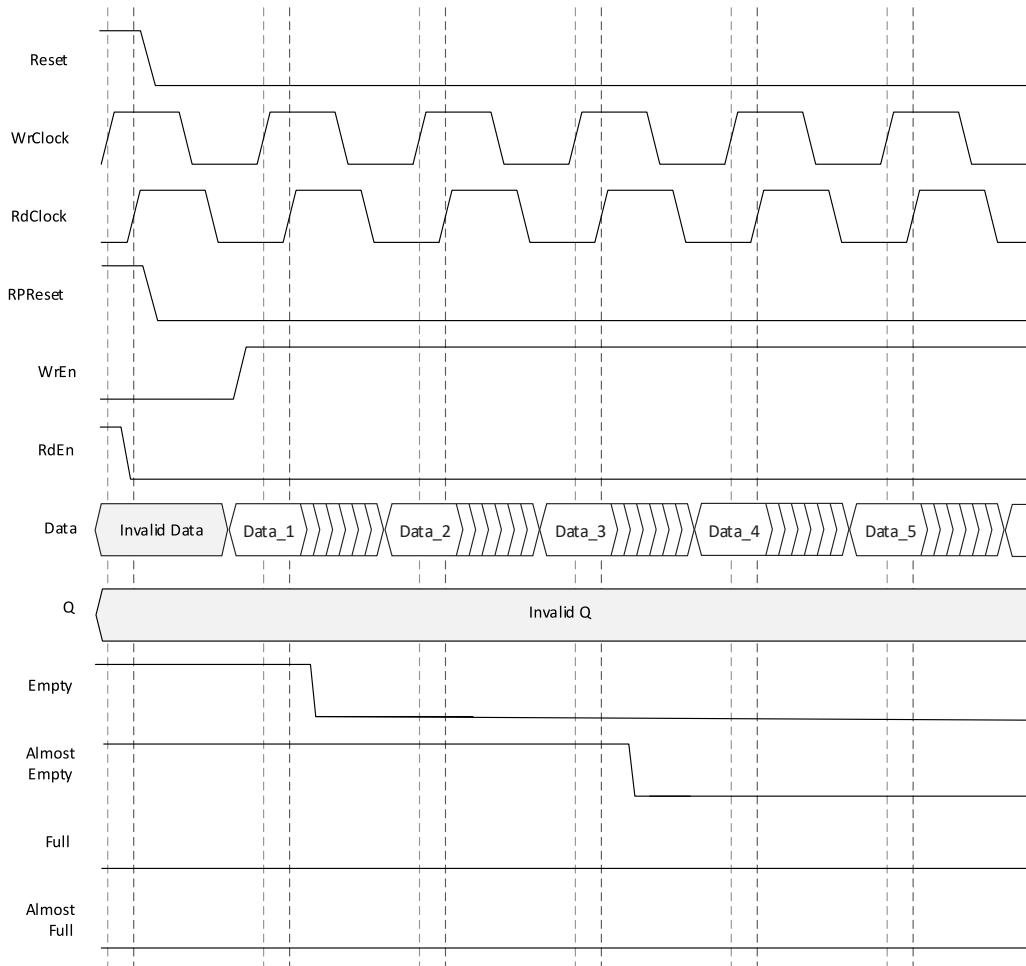 Reset
WrClock
RdClock
RPReset
WrEn
RdEn
Data
Invalid Data
Data_1
Data_2
Data_3
Data_4
Data_5
Q
Invalid Q
Empty
Almost
Empty
Full
Almost
Full